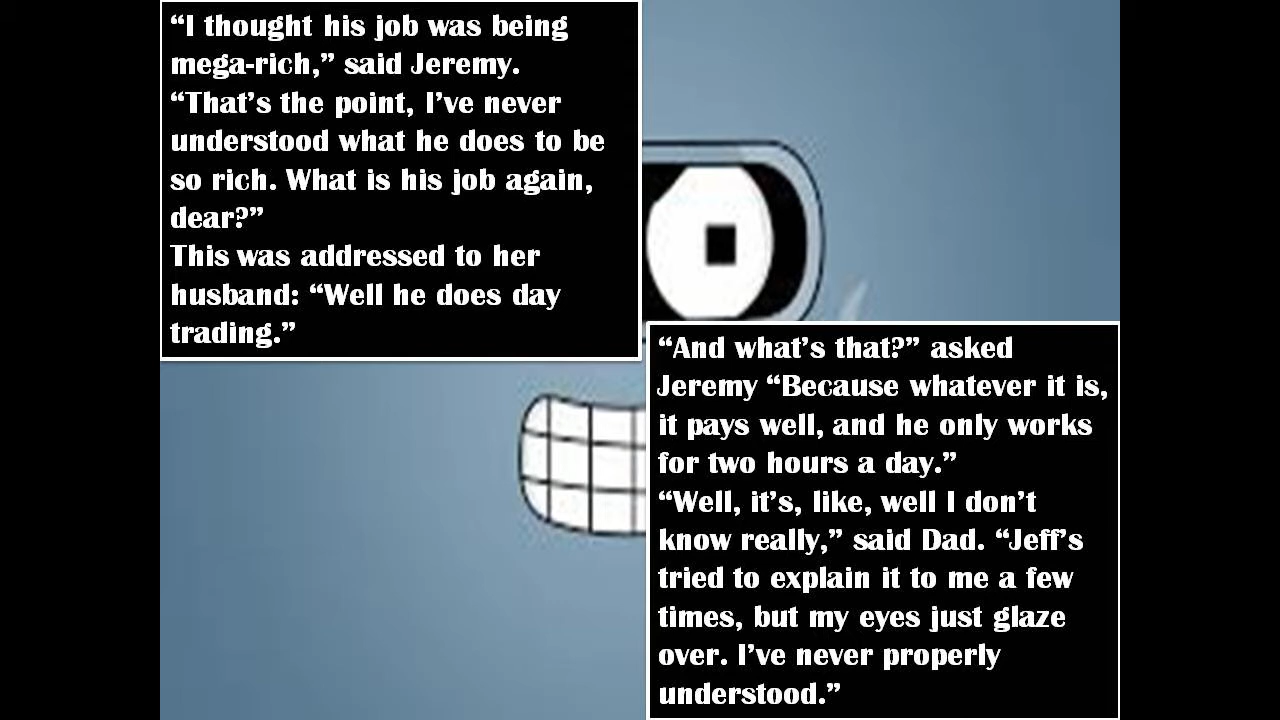 “I thought his job was being
mega-rich,” said Jeremy.
“That’s the point, I’ve never
understood what he does to be
so rich. What is his job again,
dear?”
This was addressed to her
husband: “Well he does day
trading.”
“And what’s that?” asked
Jeremy “Because whatever it is,
it pays well, and he only works
for two hours a day.”
“Well, it’s, like, well I don’t
know really,” said Dad. “Jeff’s
tried to explain it to me a few
times, but my eyes just glaze
over. I’ve never properly
understood.”